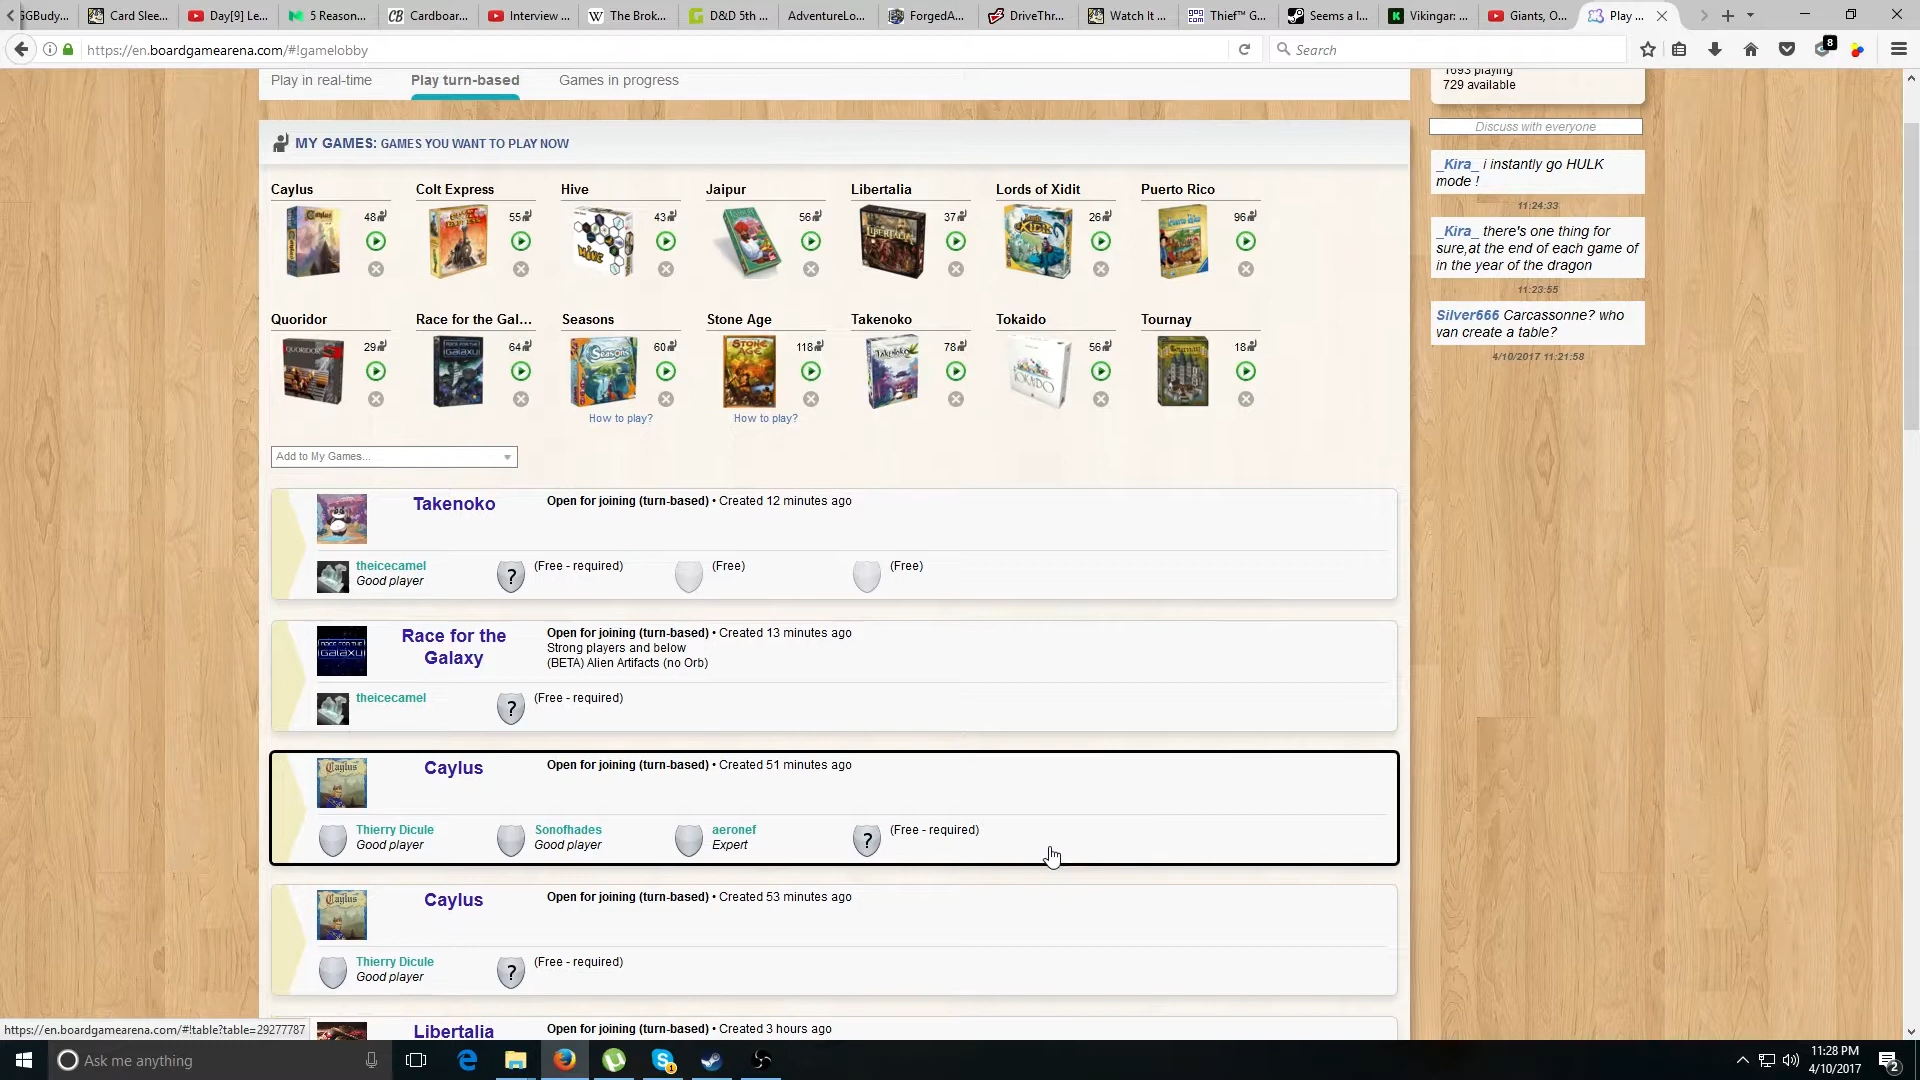 GGBudy...
Card Slee...
Day[9] Le...
5 Reason...
Cardboar...
Interview ...
The Brok...
D&D 5th ...
AdventureLo...
ForgedA...
DriveThr...
Watch It ...
Thief™ G...
Seems a l...
Vikingar: ...
Giants, O...
Play ...
https://en.boardgamearena.com/#!gamelobby
Search
8
Play in real-time
Play turn-based
Games in progress
1693 playing
729 available
Discuss with everyone
_Kira_ i instantly go HULK
mode !
11:24:33
_Kira_ there's one thing for
sure,at the end of each game of
in the year of the dragon
11:23:55
Silver666 Carcassonne? who
van create a table?
4/10/2017 11:21:58
MY GAMES: GAMES YOU WANT TO PLAY NOW
Caylus
Colt Express
Hive
Jaipur
Libertalia
Lords of Xidit
Puerto Rico
48
55
43
56
37
26
96
Quoridor
Race for the Gal...
Seasons
Stone Age
Takenoko
Tokaido
Tournay
29
64
60
118
78
56
18
How to play?
How to play?
Add to My Games...
Takenoko
Open for joining (turn-based) • Created 12 minutes ago
theicecamel
Good player
?
(Free - required)
(Free)
(Free)
Race for the
Galaxy
Open for joining (turn-based) • Created 13 minutes ago
Strong players and below
(BETA) Alien Artifacts (no Orb)
theicecamel
?
(Free - required)
Caylus
Open for joining (turn-based) • Created 51 minutes ago
Thierry Dicule
Good player
Sonofhades
Good player
aeronef
Expert
?
(Free - required)
Caylus
Open for joining (turn-based) • Created 53 minutes ago
Thierry Dicule
Good player
?
(Free - required)
Libertalia
Open for joining (turn-based) • Created 3 hours ago
https://en.boardgamearena.com/#!table?table=29277787
Ask me anything
11:28 PM
4/10/2017
2